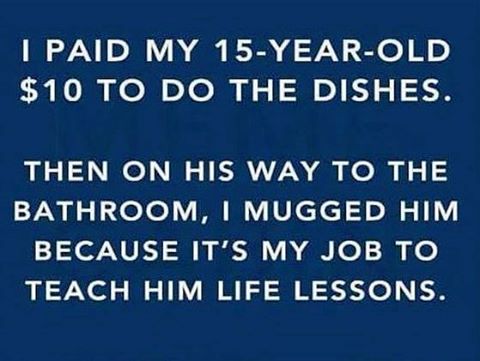 I PAID MY 15-YEAR-OLD
$10 TO DO THE DISHES.
THEN ON HIS WAY TO THE
BATHROOM, I MUGGED HIM
BECAUSE IT'S MY JOB TO
TEACH HIM LIFE LESSONS.